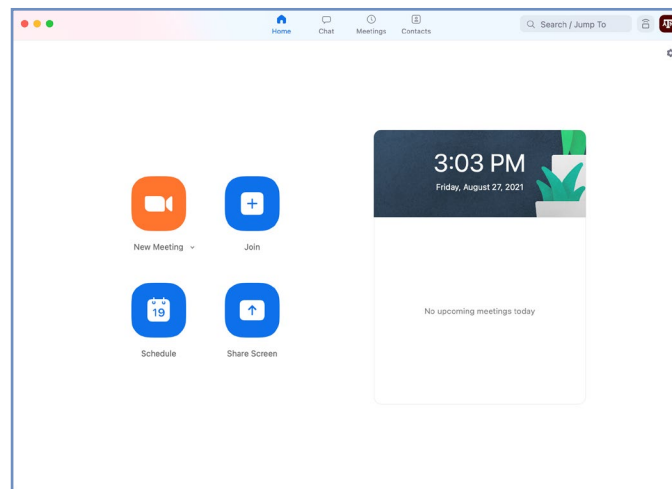 Home
Chat
Meetings
Contacts
Search / Jump To
3:03 PM
Friday, August 27, 2021
New Meeting
Join
19
Schedule
Share Screen
No upcoming meetings today